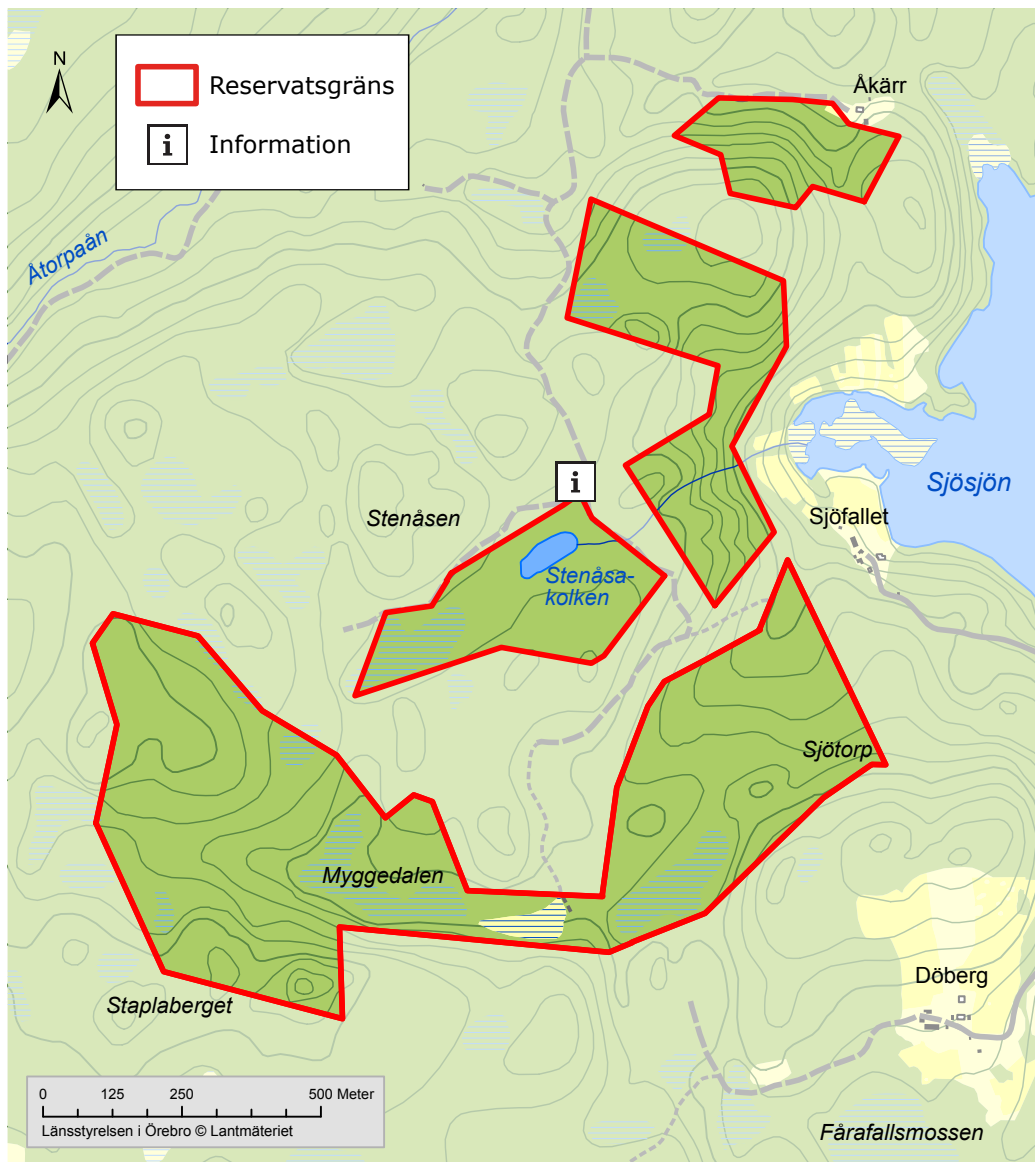 N
Reservatsgräns
i
Information
Åkärr
Åtorpaån
i
Sjösjön
Stenåsen
Sjöfallet
Stenåsa-
kolken
Sjötorp
Myggedalen
Döberg
Staplaberget
0 125 250 500 Meter
Länsstyrelsen i Örebro © Lantmäteriet
Fårafallsmossen